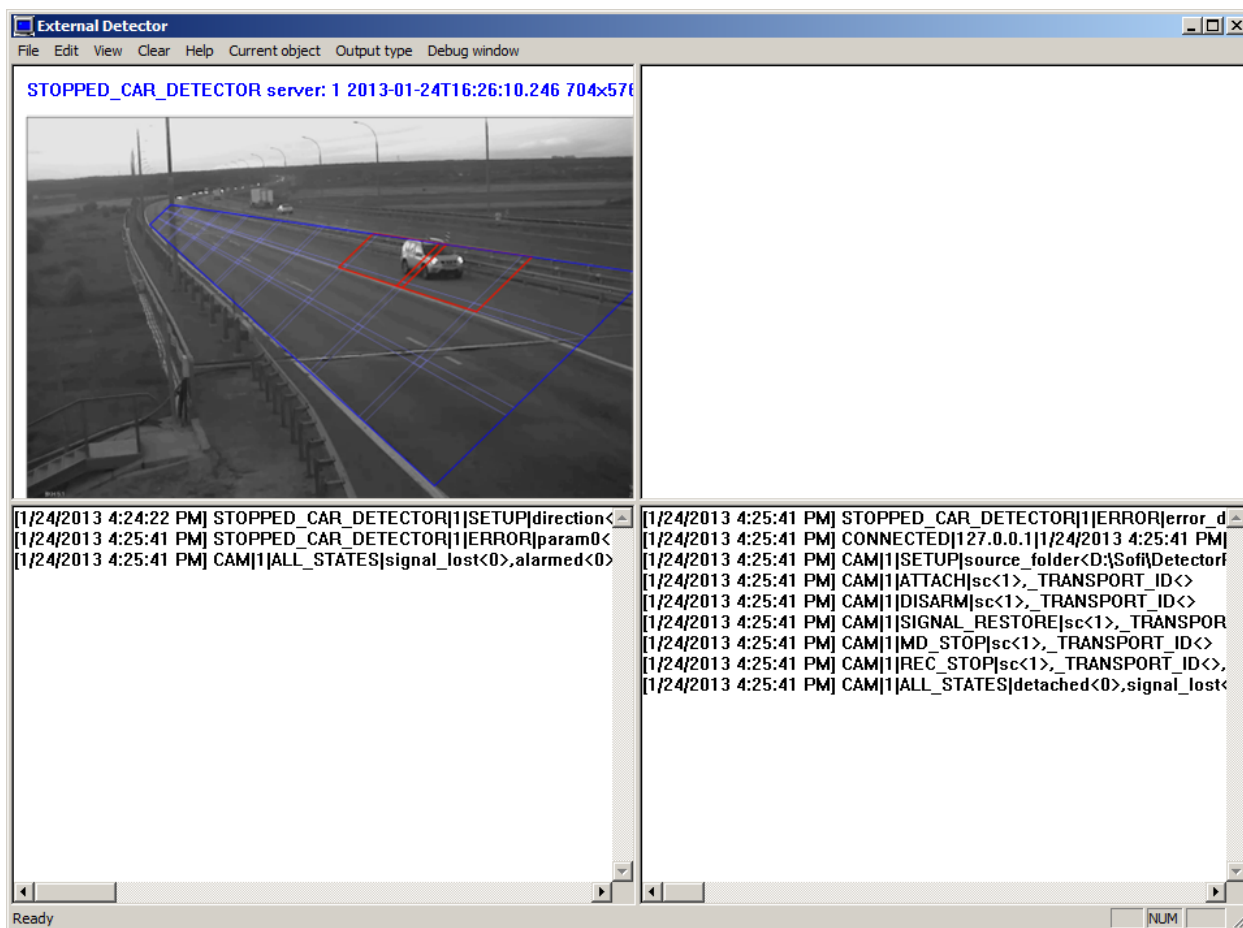 External Detector
File Edit View Clear Help Current object Output type Debug window
STOPPED_CAR_DETECTOR server: 1 2013-01-24T16:26:10.246 704x576
[1/24/2013 4:24:22 PM] STOPPED_CAR_DETECTOR|1|SETUP|direction<
[1/24/2013 4:25:41 PM] STOPPED_CAR_DETECTOR|1|ERROR|param0<
[1/24/2013 4:25:41 PM] CAM|1|ALL_STATES|signal_lost<0>,alarmed<0>
[1/24/2013 4:25:41 PM] STOPPED_CAR_DETECTOR|1|ERROR|error_d
[1/24/2013 4:25:41 PM] CONNECTED|127.0.0.1|1/24/2013 4:25:41 PM|
[1/24/2013 4:25:41 PM] CAM|1|SETUP|source_folder<D:\Sofi\Detector
[1/24/2013 4:25:41 PM] CAM|1|ATTACH|sc<1>,_TRANSPORT_ID<>
[1/24/2013 4:25:41 PM] CAM|1|DISARM|sc<1>,_TRANSPORT_ID<>
[1/24/2013 4:25:41 PM] CAM|1|SIGNAL_RESTORE|sc<1>,_TRANSPOR
[1/24/2013 4:25:41 PM] CAM|1|MD_STOP|sc<1>,_TRANSPORT_ID<>
[1/24/2013 4:25:41 PM] CAM|1|REC_STOP|sc<1>,_TRANSPORT_ID<>,
[1/24/2013 4:25:41 PM] CAM|1|ALL_STATES|detached<0>,signal_lost<
Ready NUM